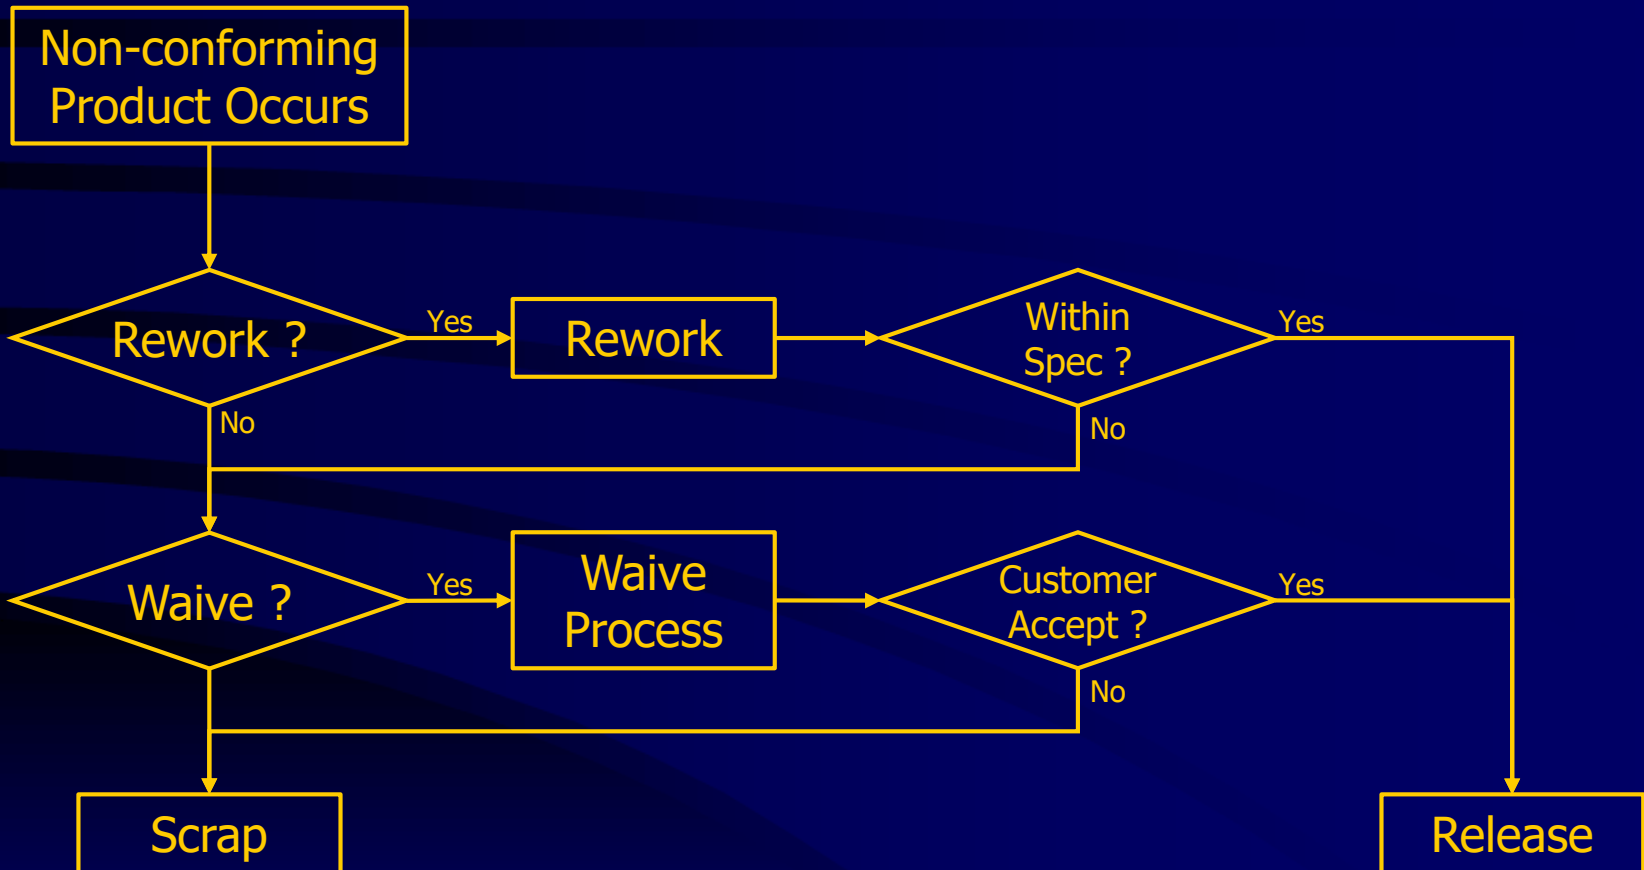 Non-conforming
Product Occurs
Rework ?
Yes
Rework
Within
Spec ?
Yes
No
No
Waive ?
Yes
Waive
Process
Customer
Accept ?
Yes
No
Scrap
Release